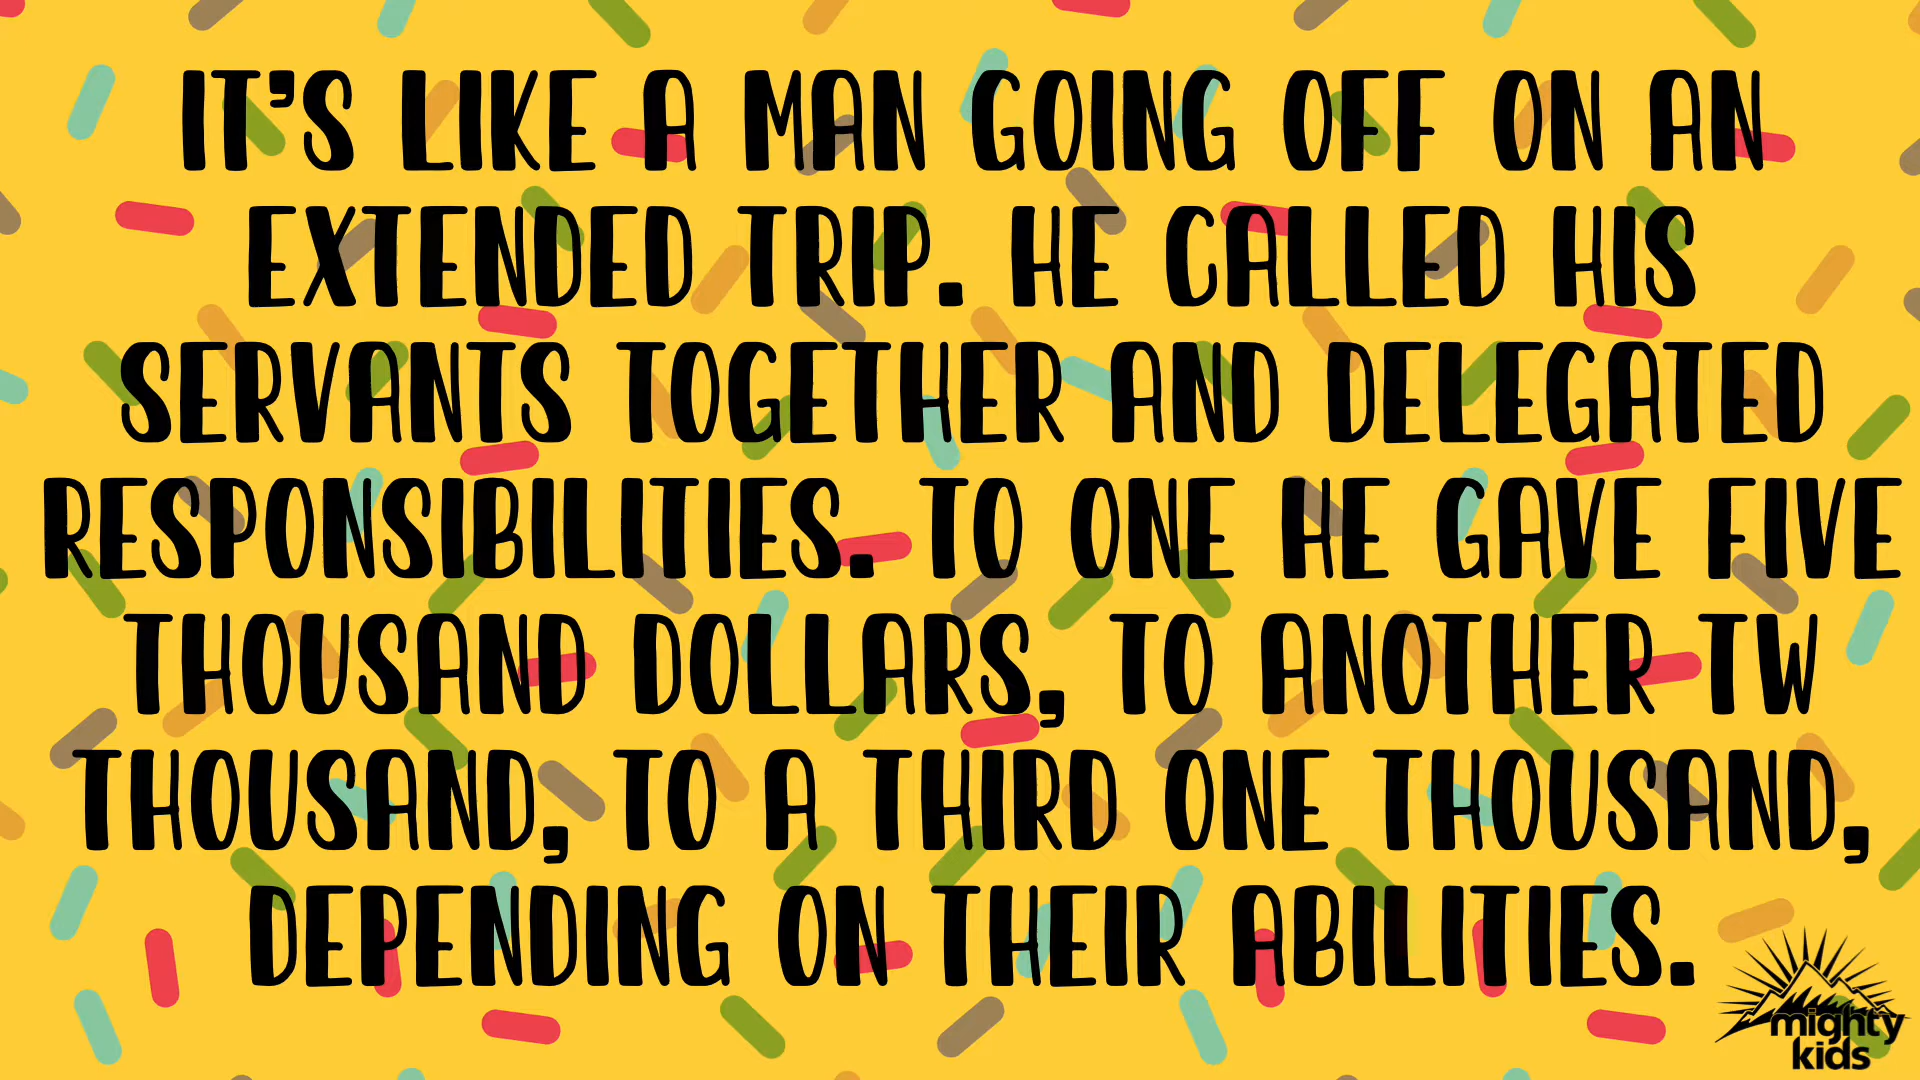 IT'S LIKE A MAN GOING OFF ON AN
EXTENDED TRIP. HE CALLED HIS
SERVANTS TOGETHER AND DELEGATED
RESPONSIBILITIES. TO ONE HE GAVE FIVE
THOUSAND DOLLARS, TO ANOTHER TW
THOUSAND, TO A THIRD ONE THOUSAND,
DEPENDING ON THEIR ABILITIES.
mighty
kids